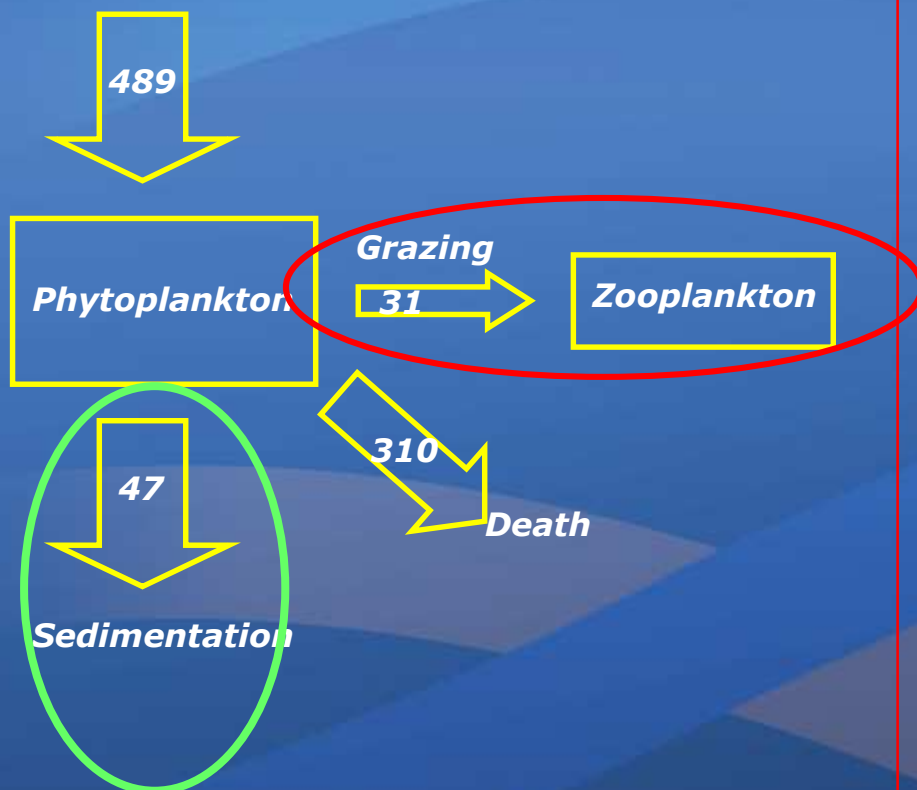 489
Grazing
Phytoplankton
31
Zooplankton
310
47
Death
Sedimentation